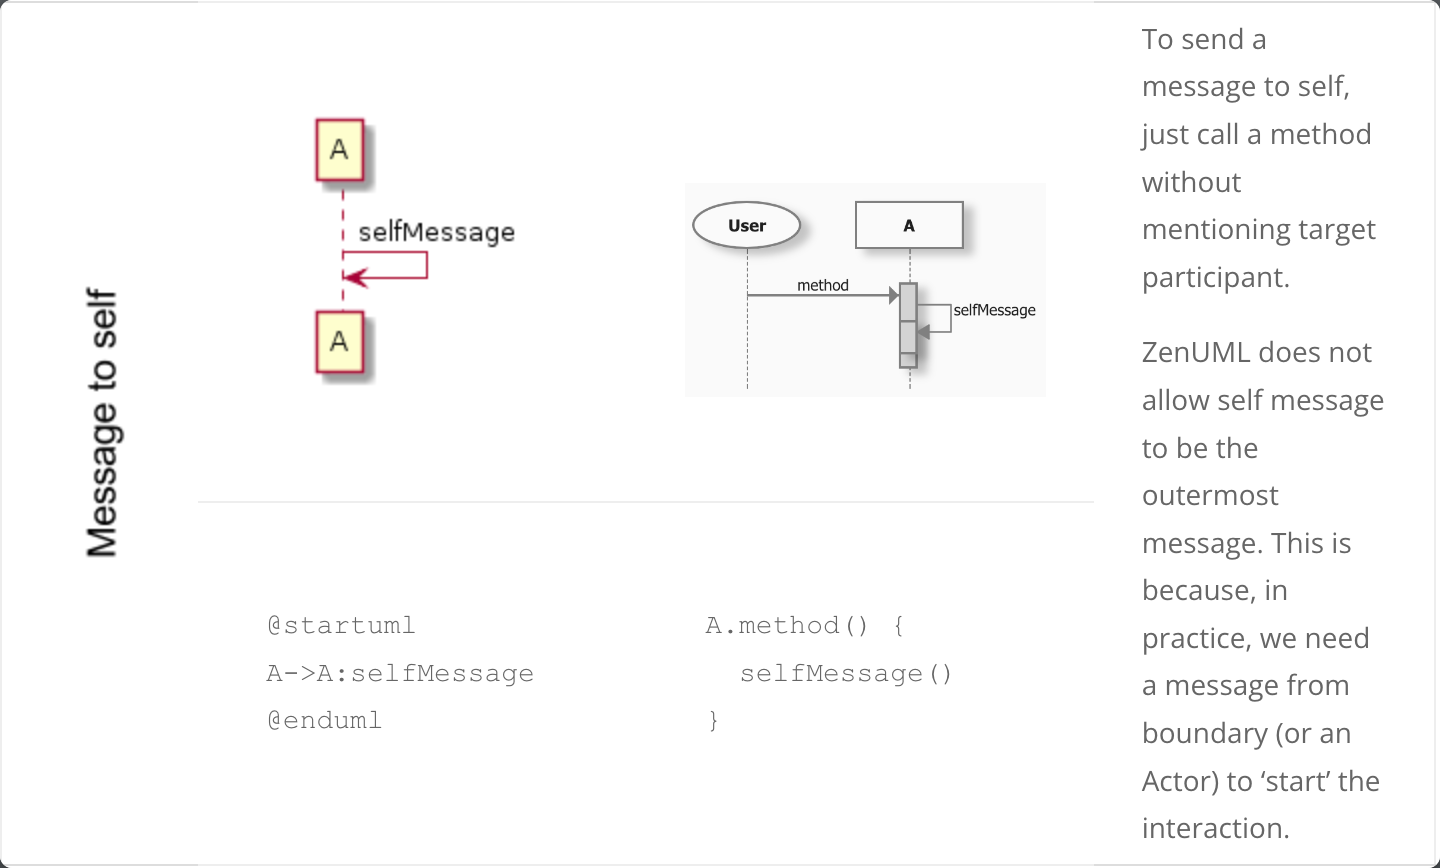 Message to self
A
selfMessage
A
User
A
method
selfMessage
@startuml
A->A:selfMessage
@enduml
A.method() {
  selfMessage()
}
To send a
message to self,
just call a method
without
mentioning target
participant.
ZenUML does not
allow self message
to be the
outermost
message. This is
because, in
practice, we need
a message from
boundary (or an
Actor) to ‘start’ the
interaction.